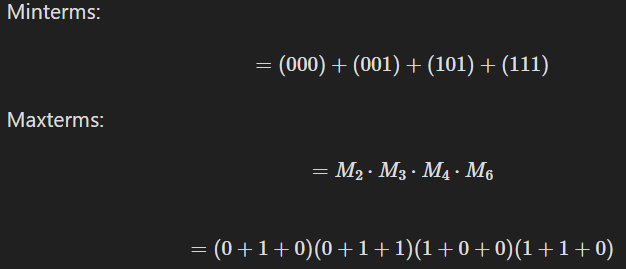 Minterms:
= (000) + (001) + (101) + (111)
Maxterms:
= M₂ · M₃ · M₄ · M₆
= (0 + 1 + 0)(0 + 1 + 1)(1 + 0 + 0)(1 + 1 + 0)